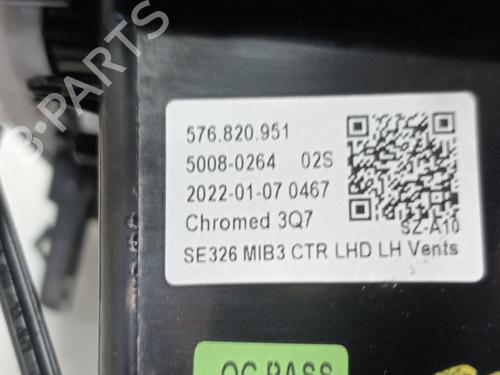 B-PARTS
576.820.951
5008-0264 02S
2022-01-07 0467
Chromed 3Q7
SZ-A10
SE326 MIB3 CTR LHD LH Vents
QC PASS